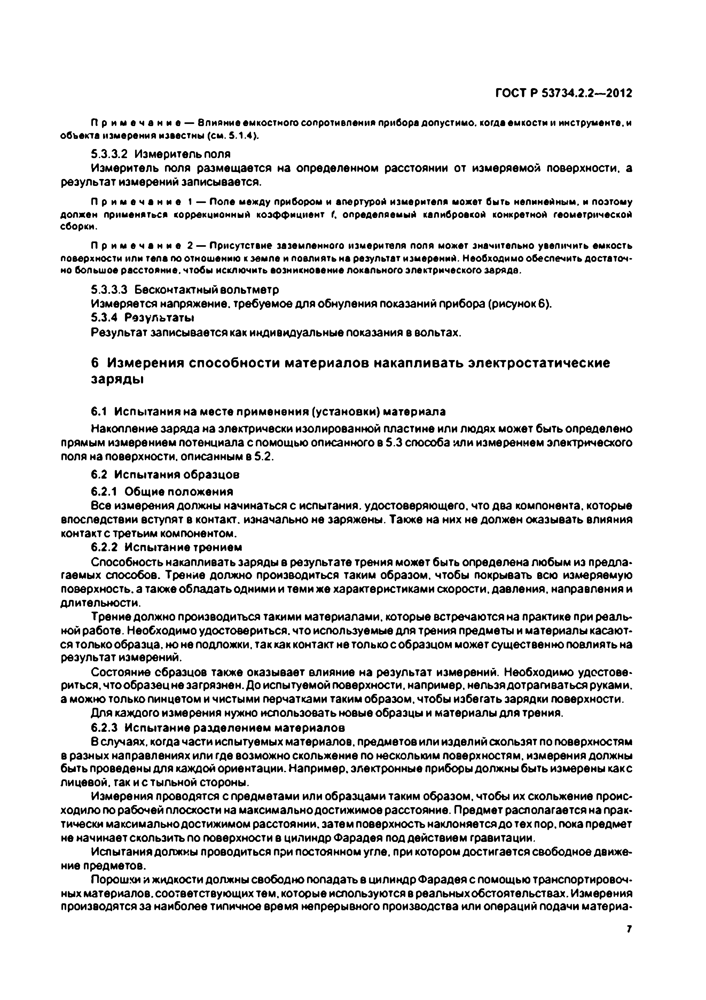 ГОСТ Р 53734.2.2—2012
Примечание — Влияние емкостного сопротивления прибора допустимо, когда емкости и инструменте, и
объекта измерения известны (см. 5.1.4).
5.3.3.2 Измеритель поля
Измеритель поля размещается на определенном расстоянии от измеряемой поверхности, а
результат измерений записывается.
Примечание 1 — Поле между прибором и апертурой измерителя может быть нелинейным, и поэтому
должен применяться коррекционный коэффициент f, определяемый калибровкой конкретной геометрической
сборки.
Примечание 2 — Присутствие заземленного измерителя поля может значительно увеличить емкость
поверхности или тела по отношению к земле и повлиять на результат измерений. Необходимо обеспечить достаточ-
но большое расстояние, чтобы исключить возникновение локального электрического заряда.
5.3.3.3 Бесконтактный вольтметр
Измеряется напряжение, требуемое для обнуления показаний прибора (рисунок 6).
5.3.4 Результаты
Результат записывается как индивидуальные показания в вольтах.
6 Измерения способности материалов накапливать электростатические
заряды
6.1 Испытания на месте применения (установки) материала
Накопление заряда на электрически изолированной пластине или людях может быть определено
прямым измерением потенциала с помощью описанного в 5.3 способа или измерением электрического
поля на поверхности, описанным в 5.2.
6.2 Испытания образцов
6.2.1 Общие положения
Все измерения должны начинаться с испытания, удостоверяющего, что два компонента, которые
впоследствии вступят в контакт, изначально не заряжены. Также на них не должен оказывать влияния
контакт с третьим компонентом.
6.2.2 Испытание трением
Способность накапливать заряды в результате трения может быть определена любым из предла-
гаемых способов. Трение должно производиться таким образом, чтобы покрывать всю измеряемую
поверхность, а также обладать одними и теми же характеристиками скорости, давления, направления и
длительности.
Трение должно производиться такими материалами, которые встречаются на практике при реаль-
ной работе. Необходимо удостовериться, что используемые для трения предметы и материалы касают-
ся только образца, но не подложки, так как контакт не только с образцом может существенно повлиять на
результат измерений.
Состояние образцов также оказывает влияние на результат измерений. Необходимо удостове-
риться, что образец не загрязнен. До испытуемой поверхности, например, нельзя дотрагиваться руками,
а можно только пинцетом и чистыми перчатками таким образом, чтобы избегать зарядки поверхности.
Для каждого измерения нужно использовать новые образцы и материалы для трения.
6.2.3 Испытание разделением материалов
В случаях, когда части испытуемых материалов, предметов или изделий скользят по поверхностям
в разных направлениях или где возможно скольжение по нескольким поверхностям, измерения должны
быть проведены для каждой ориентации. Например, электронные приборы должны быть измерены как с
лицевой, так и с тыльной стороны.
Измерения проводятся с предметами или образцами таким образом, чтобы их скольжение проис-
ходило по рабочей плоскости на максимально достижимое расстояние. Предмет располагается на прак-
тически максимально достижимом расстоянии, затем поверхность наклоняется до тех пор, пока предмет
не начинает скользить по поверхности в цилиндр Фарадея под действием гравитации.
Испытания должны проводиться при постоянном угле, при котором достигается свободное движе-
ние предметов.
Порошки и жидкости должны свободно попадать в цилиндр Фарадея с помощью транспортировоч-
ных материалов, соответствующих тем, которые используются в реальных обстоятельствах. Измерения
производятся за наиболее типичное время непрерывного производства или операций подачи материа-
7